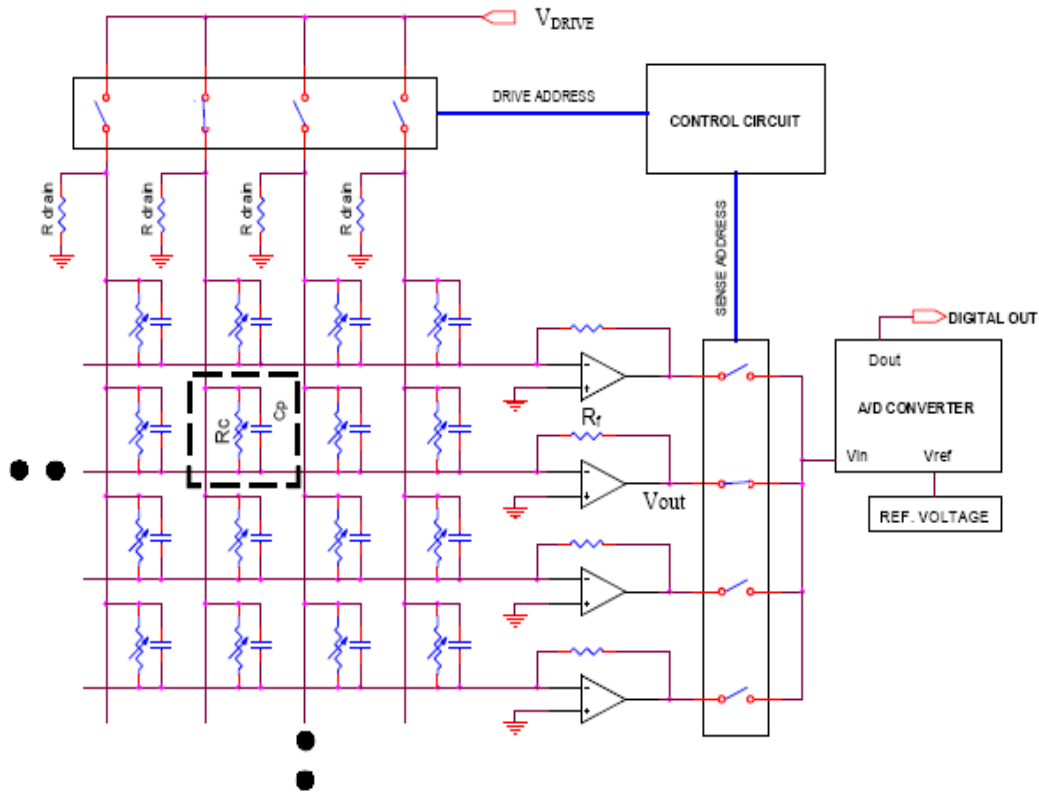 VDRIVE
DRIVE ADDRESS
CONTROL CIRCUIT
R drain
R drain
R drain
R drain
SENSE ADDRESS
DIGITAL OUT
Dout
A/D CONVERTER
Vin
Vref
REF. VOLTAGE
Rc
Cp
Rf
Vout